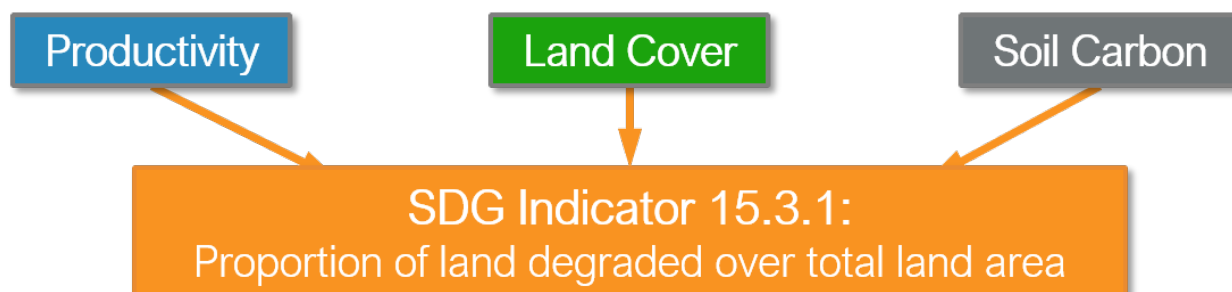 Productivity
Land Cover
Soil Carbon
SDG Indicator 15.3.1:
Proportion of land degraded over total land area